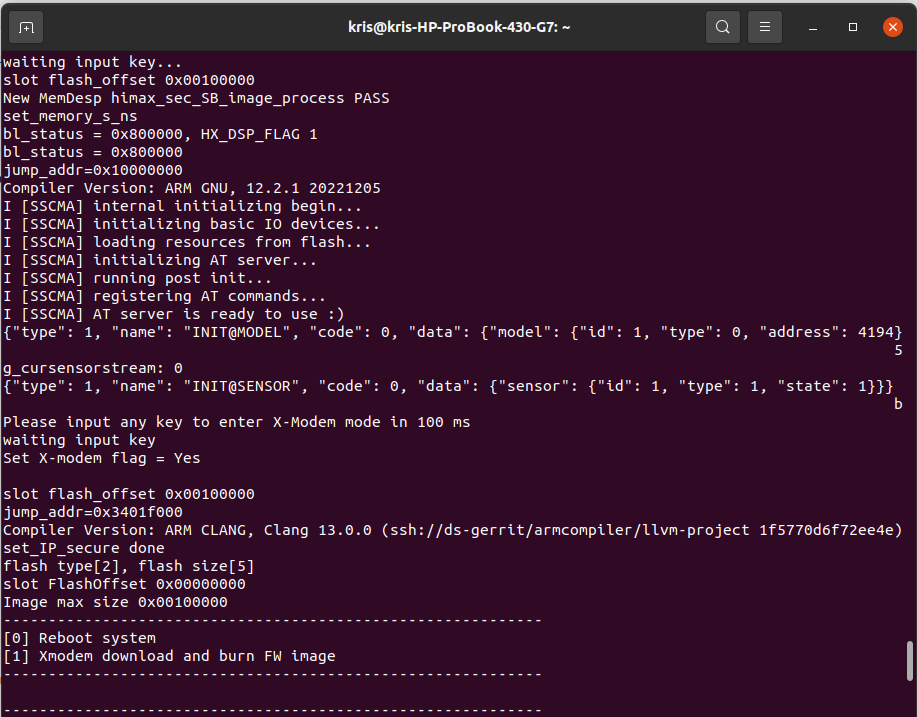 kris@kris-HP-ProBook-430-G7: ~
waiting input key...
slot flash_offset 0x00100000
New MemDesp himax_sec_SB_image_process PASS
set_memory_s_ns
bl_status = 0x800000, HX_DSP_FLAG 1
bl_status = 0x800000
jump_addr=0x10000000
Compiler Version: ARM GNU, 12.2.1 20221205
I [SSCMA] internal initializing begin...
I [SSCMA] initializing basic IO devices...
I [SSCMA] loading resources from flash...
I [SSCMA] initializing AT server...
I [SSCMA] running post init...
I [SSCMA] registering AT commands...
I [SSCMA] AT server is ready to use :)
{"type": 1, "name": "INIT@MODEL", "code": 0, "data": {"model": {"id": 1, "type": 0, "address": 4194}
5
g_cursensorstream: 0
{"type": 1, "name": "INIT@SENSOR", "code": 0, "data": {"sensor": {"id": 1, "type": 1, "state": 1}}}
b
Please input any key to enter X-Modem mode in 100 ms
waiting input key
Set X-modem flag = Yes
slot flash_offset 0x00100000
jump_addr=0x3401f000
Compiler Version: ARM CLANG, Clang 13.0.0 (ssh://ds-gerrit/armcompiler/llvm-project 1f5770d6f72ee4e)
set_IP_secure done
flash type[2], flash size[5]
slot FlashOffset 0x00000000
Image max size 0x00100000
------------------------------------------------------------
[0] Reboot system
[1] Xmodem download and burn FW image
------------------------------------------------------------
------------------------------------------------------------